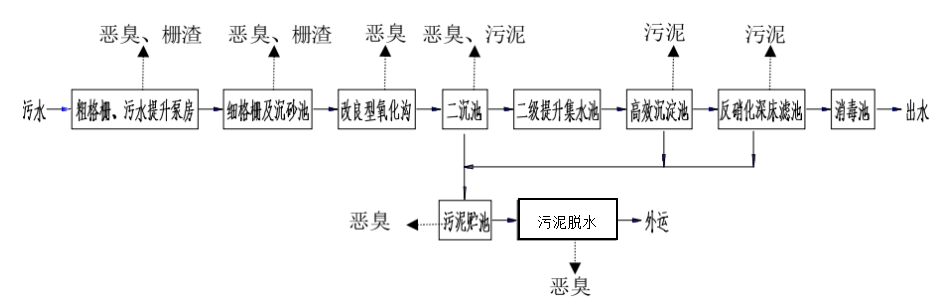 恶臭、栅渣
恶臭、栅渣
恶臭
恶臭、污泥
污泥
污泥
污水
粗格栅、污水提升泵房
细格栅及沉砂池
改良型氧化沟
二沉池
二级提升集水池
高效沉淀池
反硝化深床滤池
消毒池
出水
恶臭
污泥贮池
污泥脱水
外运
恶臭